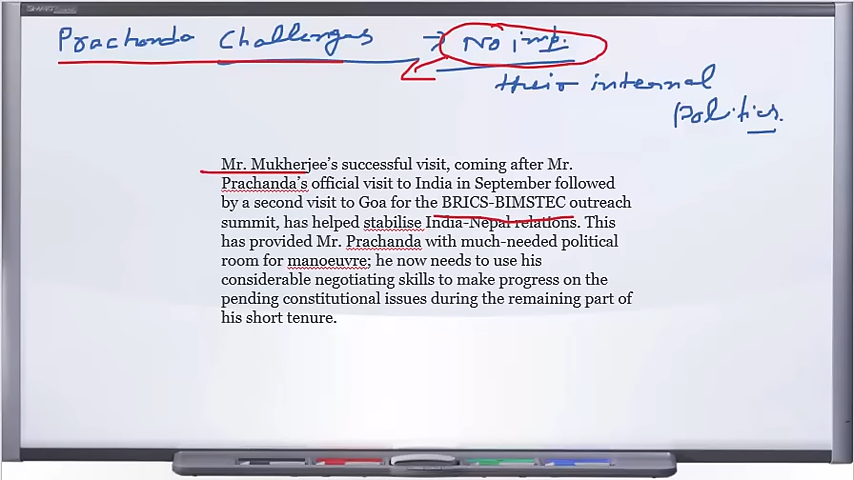 SMART
Prachanda Challenges → No imp.
their internal
Politics.
Mr. Mukherjee's successful visit, coming after Mr.
Prachanda's official visit to India in September followed
by a second visit to Goa for the BRICS-BIMSTEC outreach
summit, has helped stabilise India-Nepal relations. This
has provided Mr. Prachanda with much-needed political
room for manoeuvre; he now needs to use his
considerable negotiating skills to make progress on the
pending constitutional issues during the remaining part of
his short tenure.